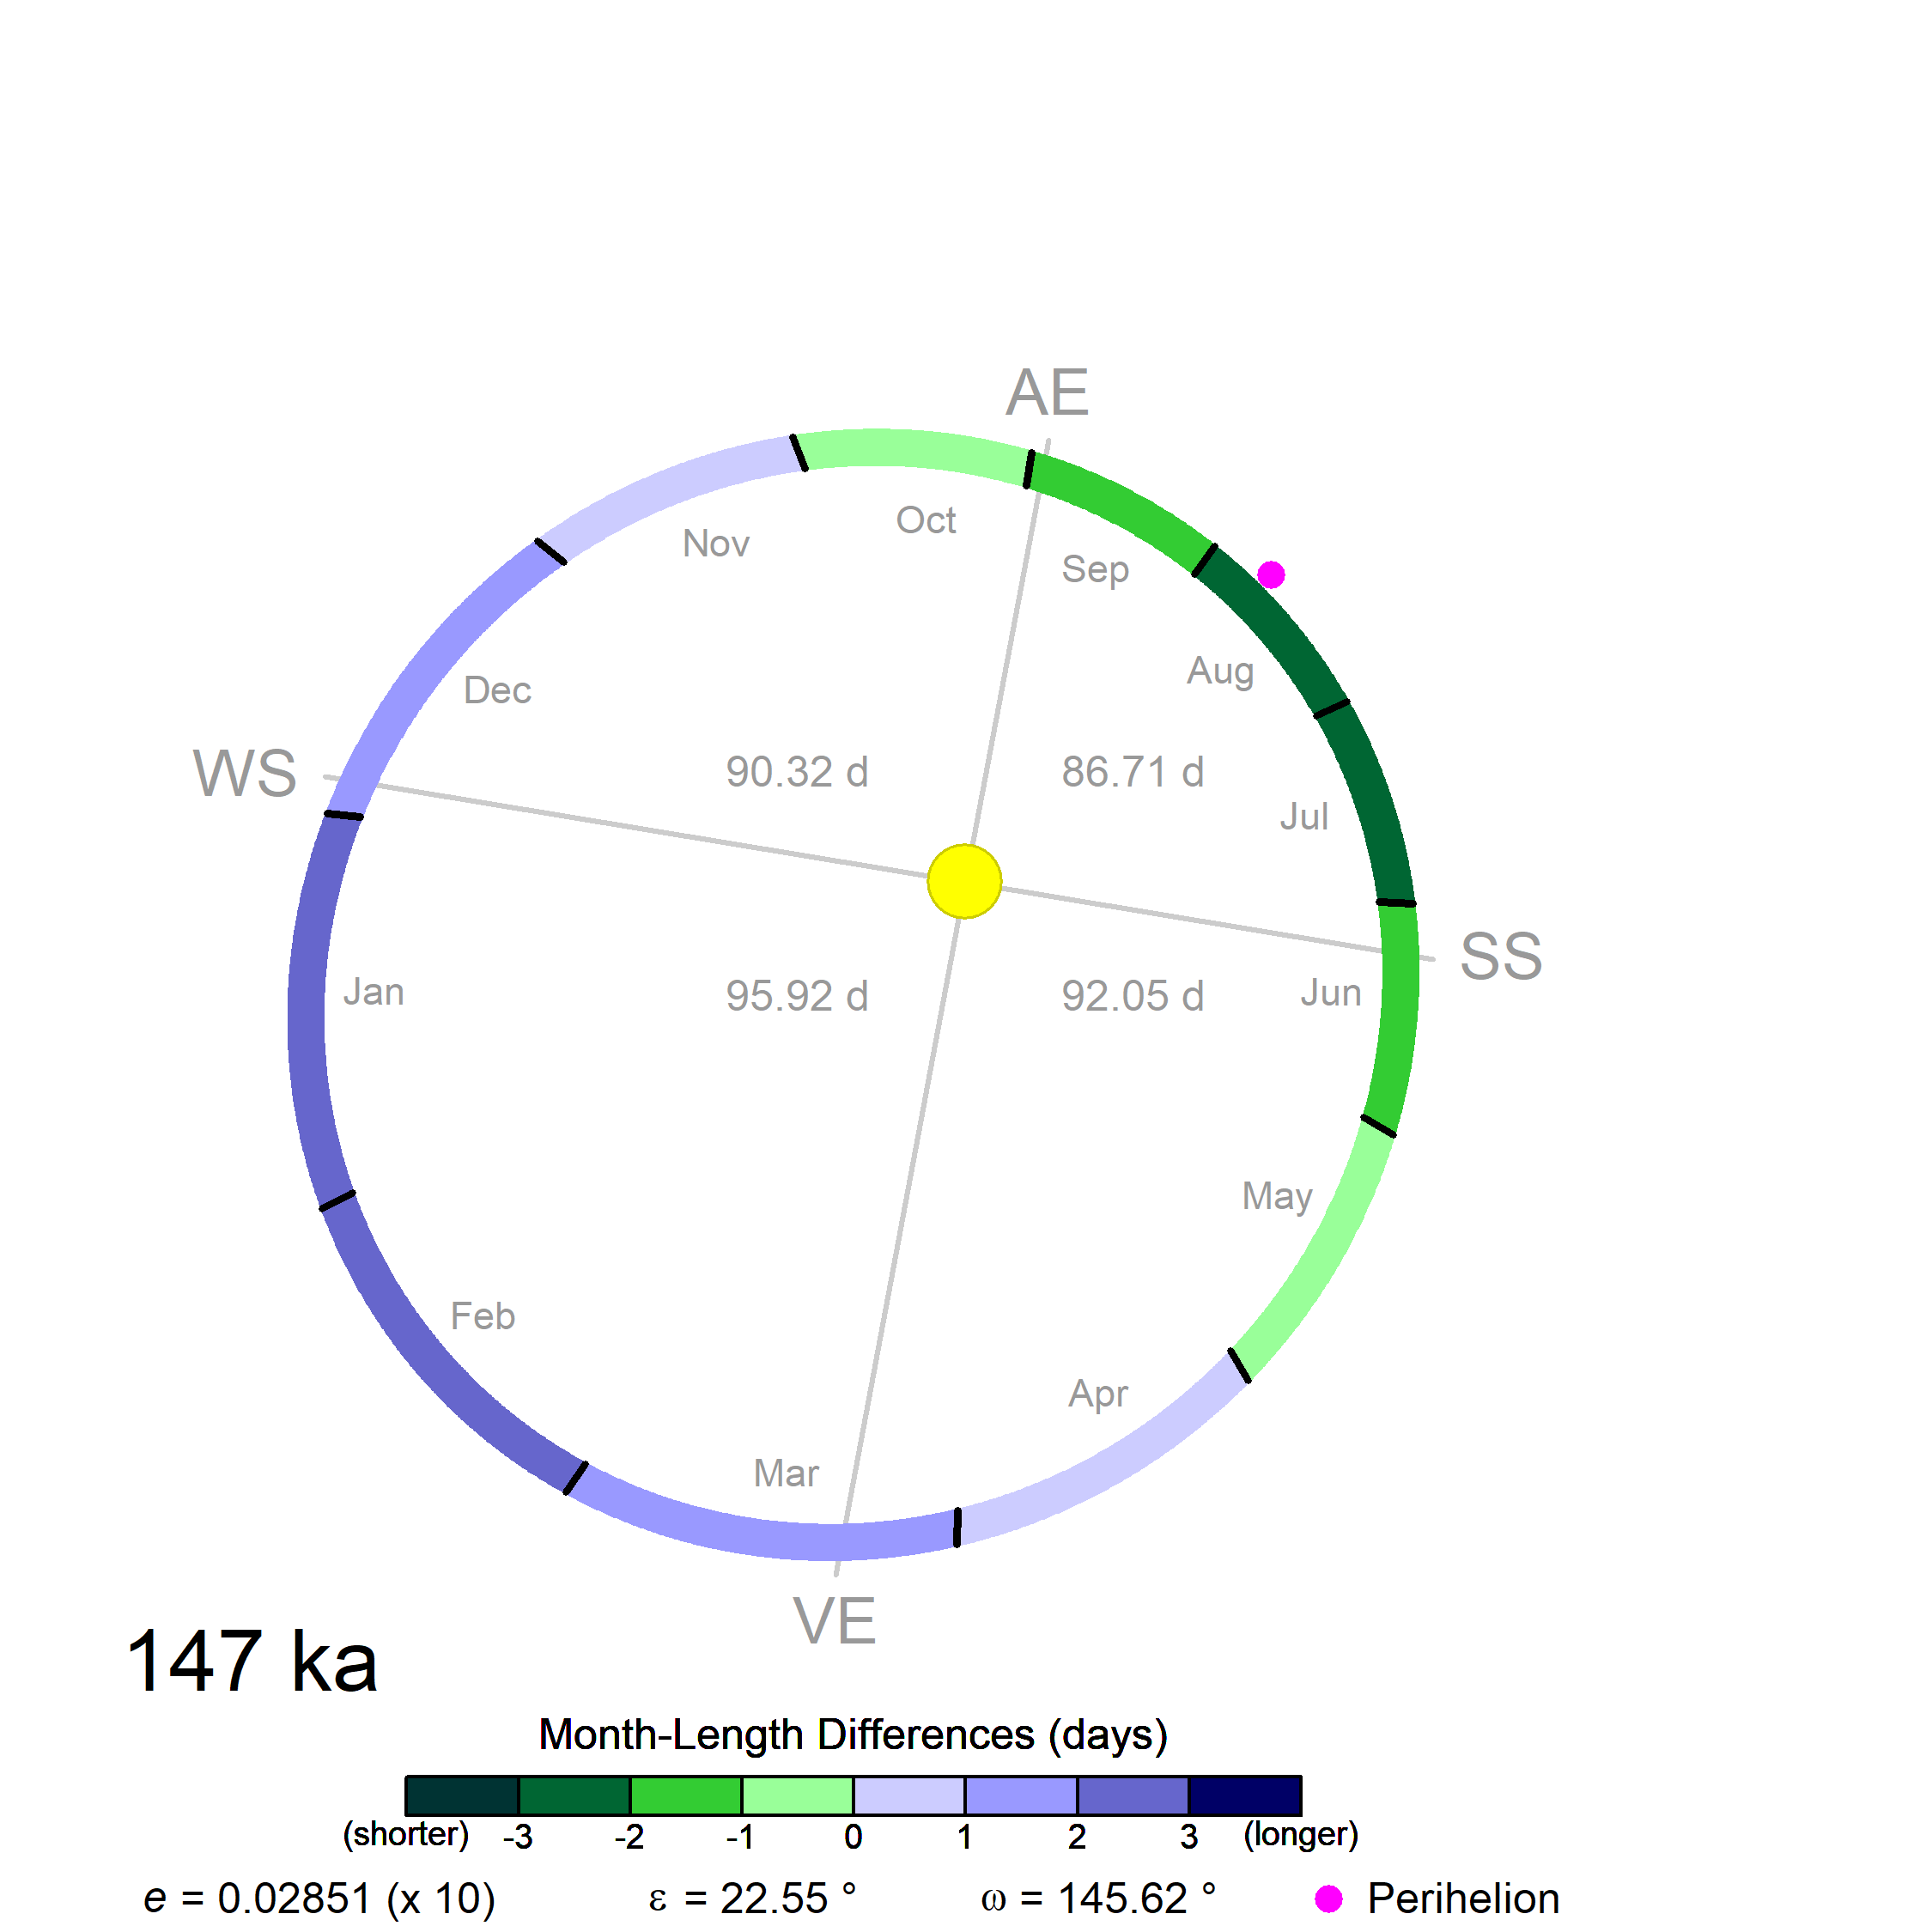 AE
Oct
Nov
Sep
Aug
Dec
WS
90.32 d
86.71 d
Jul
SS
Jan
95.92 d
92.05 d
Jun
May
Feb
Apr
Mar
VE
147 ka
Month-Length Differences (days)
(shorter) -3 -2 -1 0 1 2 3 (longer)
e = 0.02851 (x 10) ε = 22.55 ° ω = 145.62 ° Perihelion